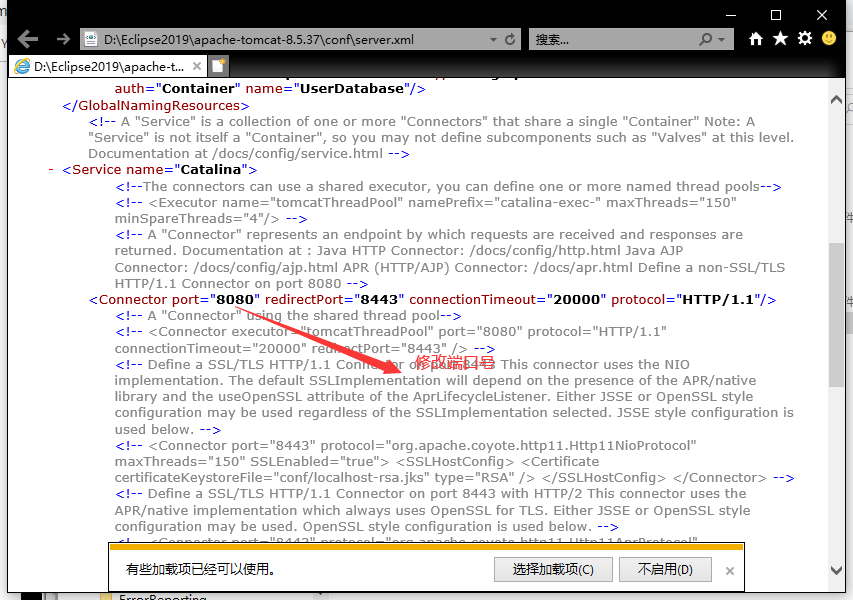 D:\Eclipse2019\apache-tomcat-8.5.37\conf\server.xml
搜索...
D:\Eclipse2019\apache-t...
auth="Container" name="UserDatabase"/>
</GlobalNamingResources>
<!-- A "Service" is a collection of one or more "Connectors" that share a single "Container" Note: A
"Service" is not itself a "Container", so you may not define subcomponents such as "Valves" at this level.
Documentation at /docs/config/service.html -->
- <Service name="Catalina">
<!--The connectors can use a shared executor, you can define one or more named thread pools-->
<!-- <Executor name="tomcatThreadPool" namePrefix="catalina-exec-" maxThreads="150"
minSpareThreads="4"/> -->
<!-- A "Connector" represents an endpoint by which requests are received and responses are
returned. Documentation at : Java HTTP Connector: /docs/config/http.html Java AJP
Connector: /docs/config/ajp.html APR (HTTP/AJP) Connector: /docs/apr.html Define a non-SSL/TLS
HTTP/1.1 Connector on port 8080 -->
<Connector port="8080" redirectPort="8443" connectionTimeout="20000" protocol="HTTP/1.1"/>
<!-- A "Connector" using the shared thread pool-->
<!-- <Connector executor="tomcatThreadPool" port="8080" protocol="HTTP/1.1"
connectionTimeout="20000" redirectPort="8443" /> -->
修改端口号
<!-- Define a SSL/TLS HTTP/1.1 Connector on port 8443 This connector uses the NIO
implementation. The default SSLImplementation will depend on the presence of the APR/native
library and the useOpenSSL attribute of the AprLifecycleListener. Either JSSE or OpenSSL style
configuration may be used regardless of the SSLImplementation selected. JSSE style configuration is
used below. -->
<!-- <Connector port="8443" protocol="org.apache.coyote.http11.Http11NioProtocol"
maxThreads="150" SSLEnabled="true"> <SSLHostConfig> <Certificate
certificateKeystoreFile="conf/localhost-rsa.jks" type="RSA" /> </SSLHostConfig> </Connector> -->
<!-- Define a SSL/TLS HTTP/1.1 Connector on port 8443 with HTTP/2 This connector uses the
APR/native implementation which always uses OpenSSL for TLS. Either JSSE or OpenSSL style
configuration may be used. OpenSSL style configuration is used below. -->
<!-- <Connector port="8443" protocol="org.apache.coyote.http11.Http11AprProtocol"
有些加载项已经可以使用。
选择加载项(C)
不启用(D)
ErrorReporting